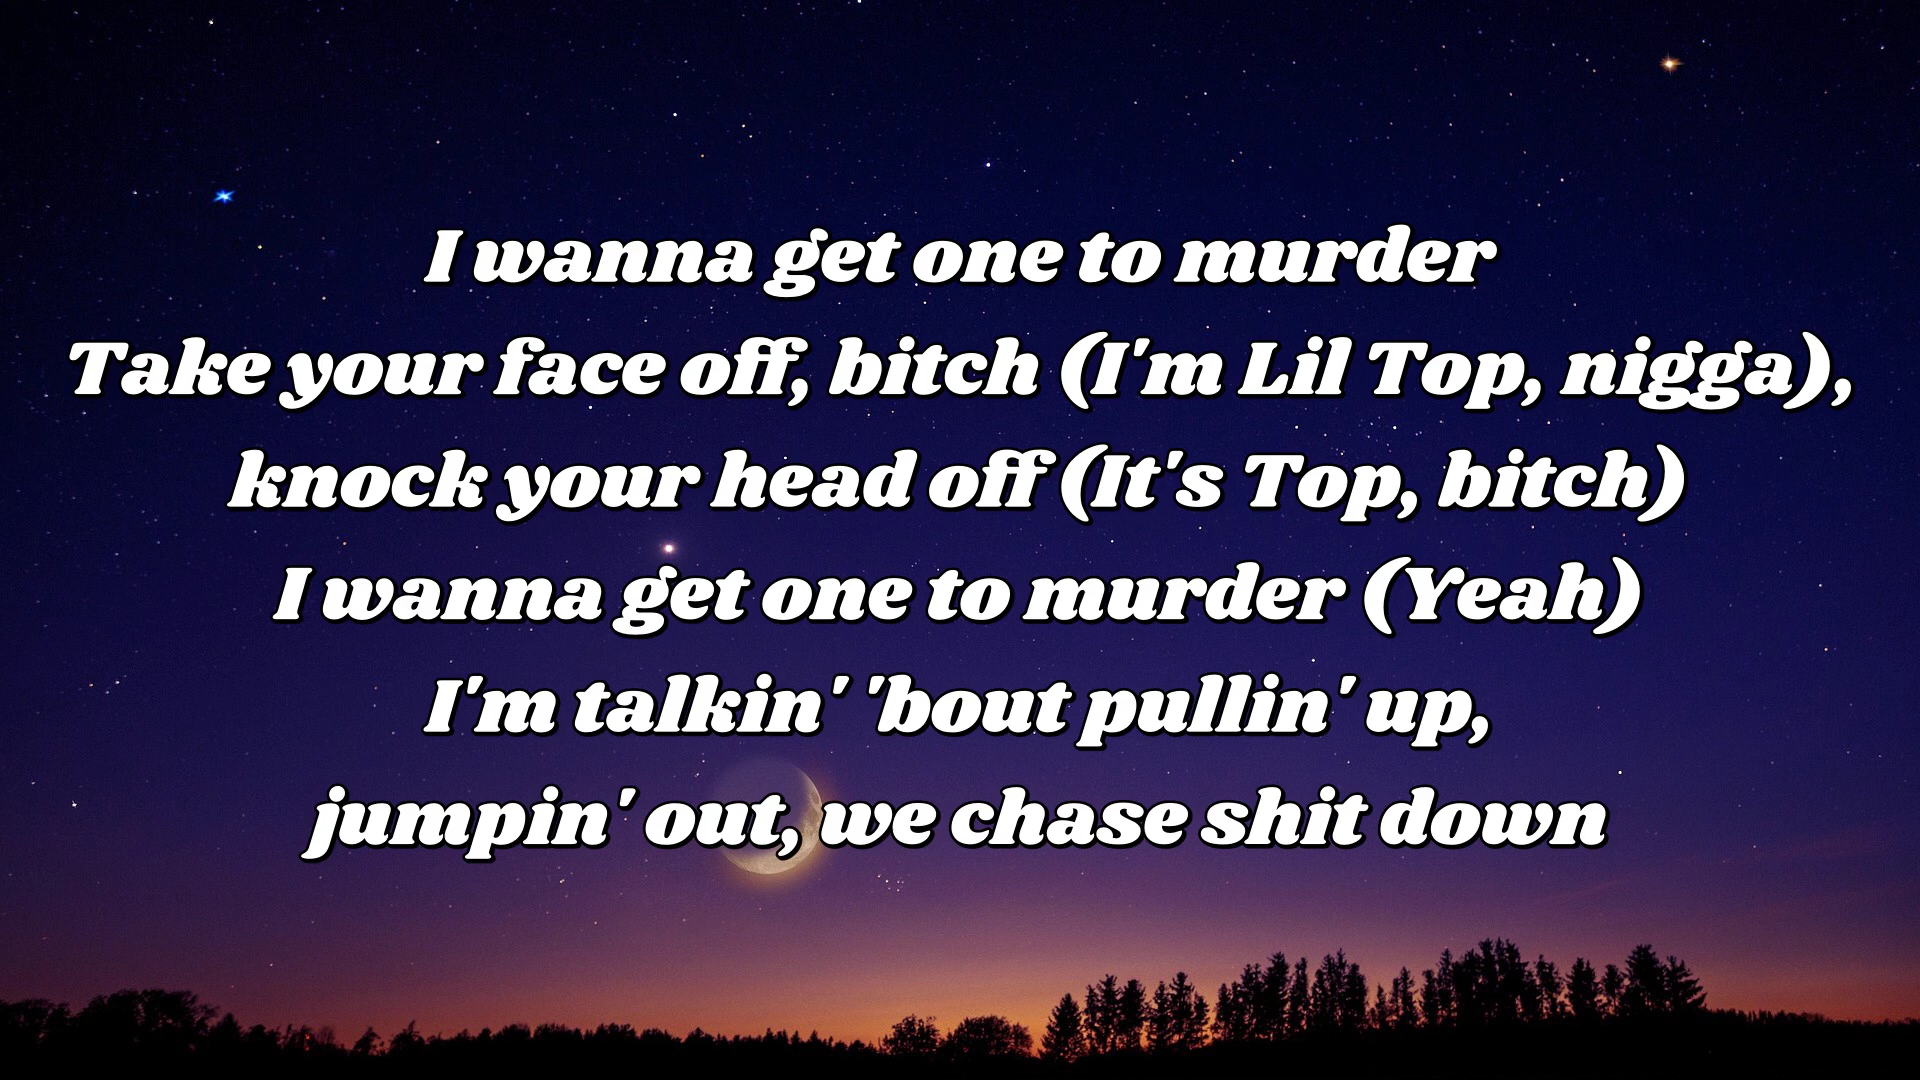 I wanna get one to murder
Take your face off, bitch (I'm Lil Top, nigga),
knock your head off (It's Top, bitch)
I wanna get one to murder (Yeah)
I'm talkin' 'bout pullin' up,
jumpin' out, we chase shit down